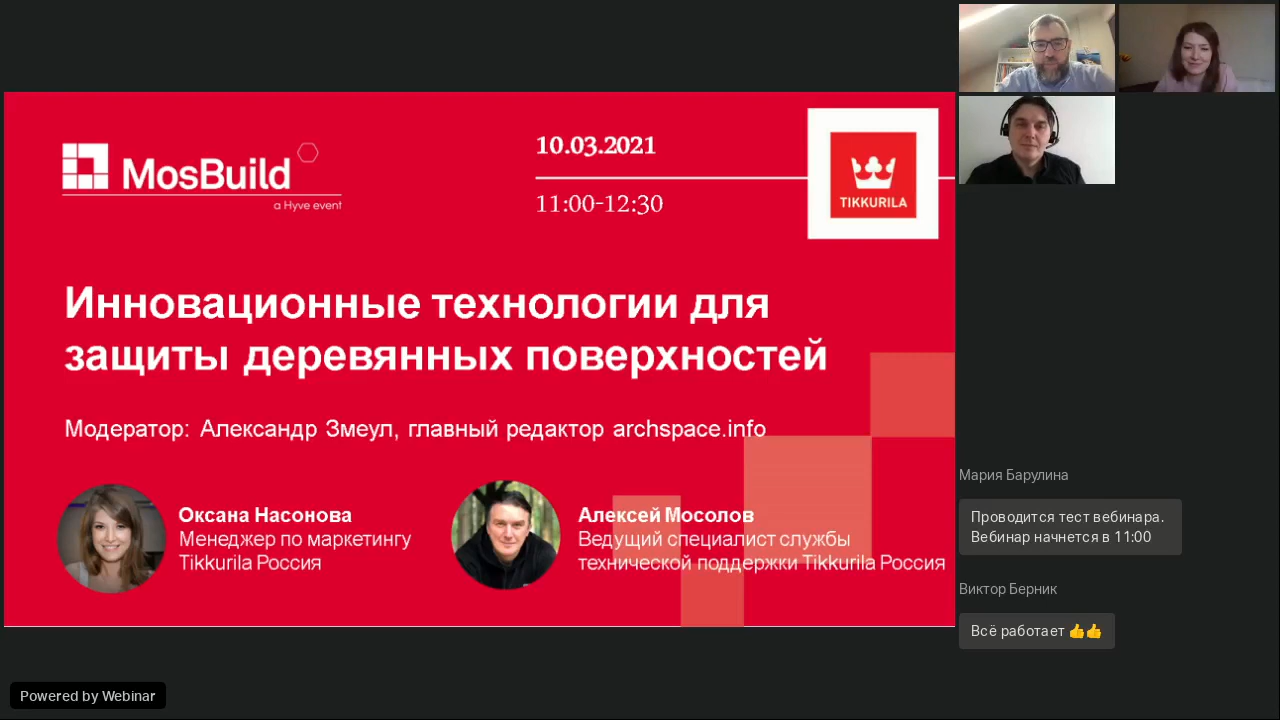 MosBuild
a Hyve event
10.03.2021
11:00-12:30
TIKKURILA
Инновационные технологии для
защиты деревянных поверхностей
Модератор: Александр Змеул, главный редактор archspace.info
Оксана Насонова
Менеджер по маркетингу
Tikkurila Россия
Алексей Мосолов
Ведущий специалист службы
технической поддержки Tikkurila Россия
Мария Барулина
Проводится тест вебинара.
Вебинар начнется в 11:00
Виктор Берник
Всё работает 👍👍
Powered by Webinar